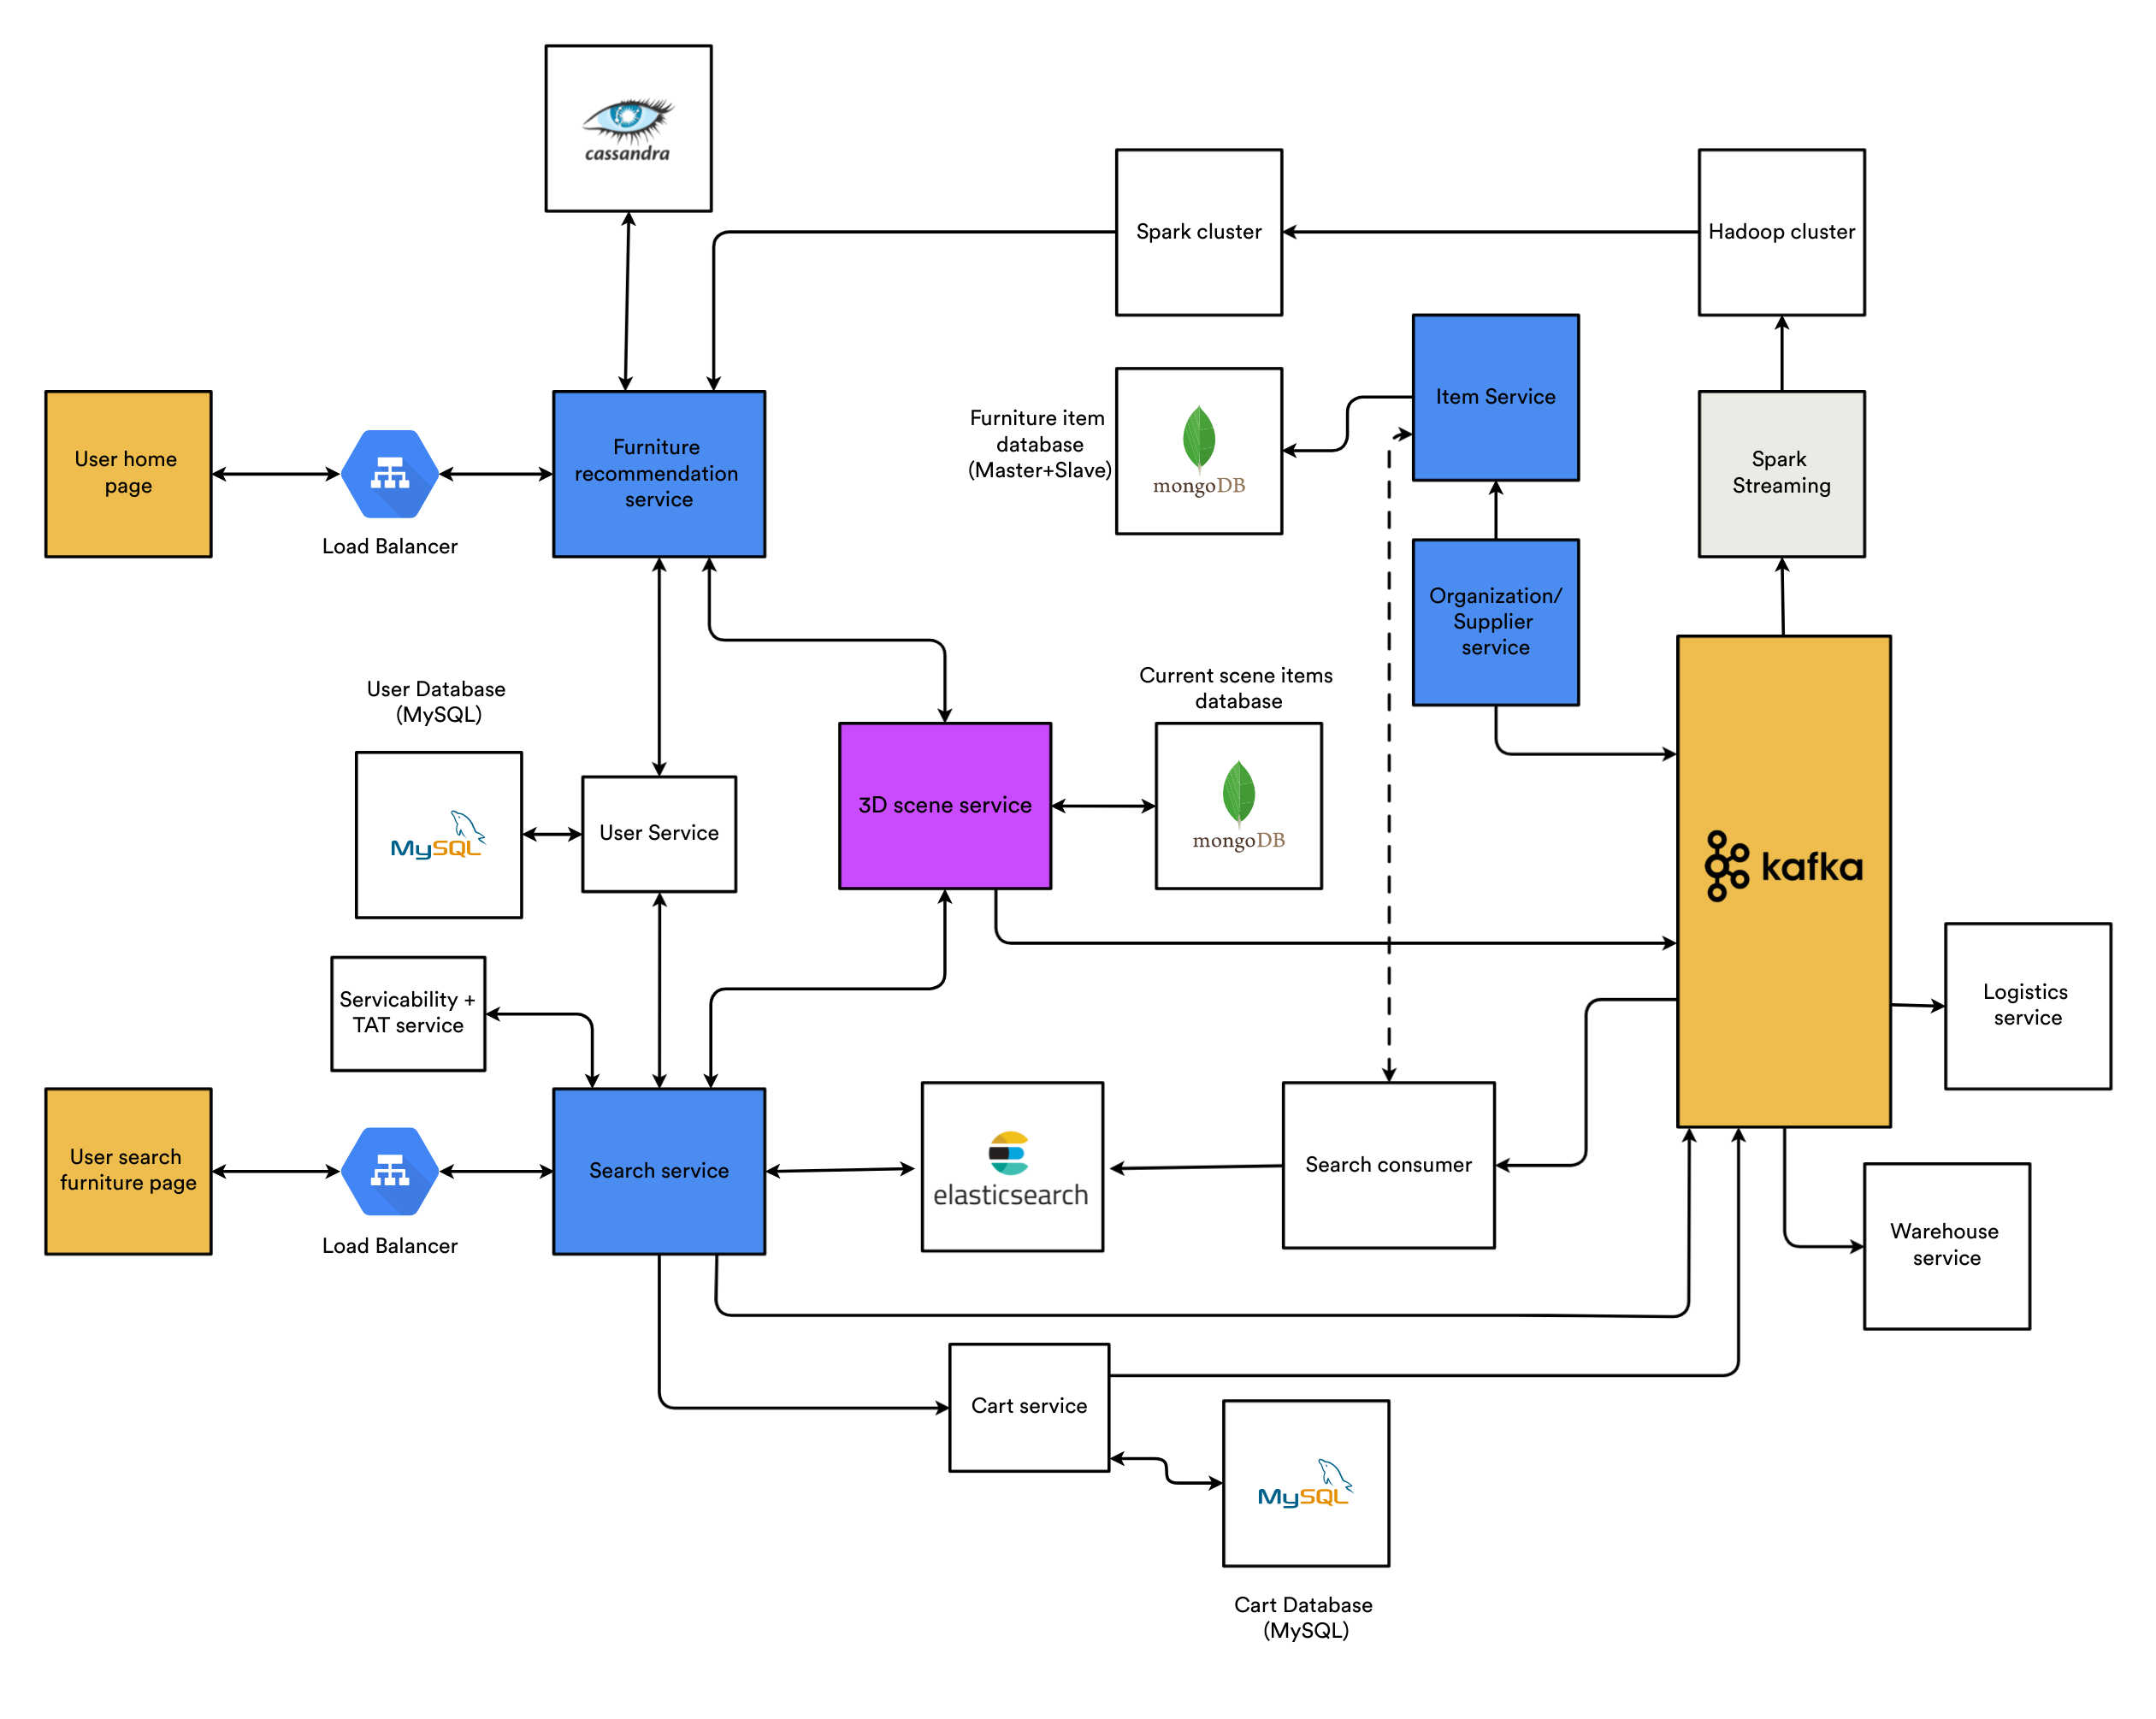 cassandra
Spark cluster
Hadoop cluster
Item Service
Furniture item
database
(Master+Slave)
mongoDB
User home
page
Load Balancer
Furniture
recommendation
service
Spark
Streaming
Organization/
Supplier
service
User Database
(MySQL)
Current scene items
database
MySQL
User Service
3D scene service
mongoDB
kafka
Servicability +
TAT service
Logistics
service
User search
furniture page
Load Balancer
Search service
elasticsearch
Search consumer
Warehouse
service
Cart service
MySQL
Cart Database
(MySQL)